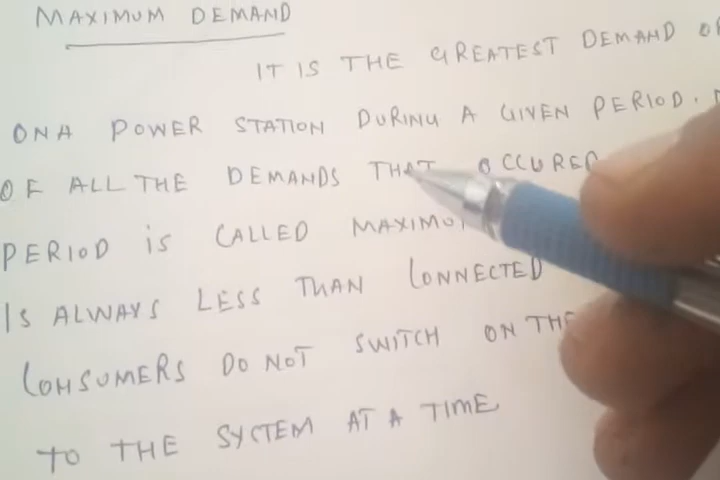 MAXIMUM DEMAND
IT IS THE GREATEST DEMAND OF
ON A POWER STATION DURING A GIVEN PERIOD.
OF ALL THE DEMANDS THAT OCCURED
PERIOD IS CALLED MAXIMU
IS ALWAYS LESS THAN CONNECTED
CONSUMERS DO NOT SWITCH ON THE
TO THE SYSTEM AT A TIME